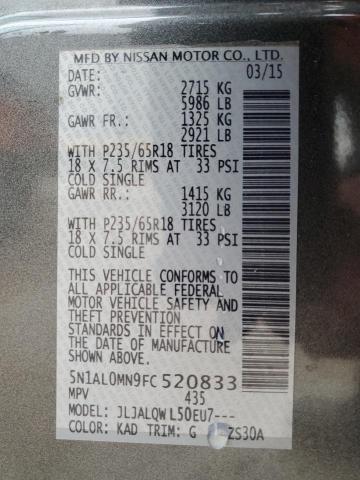 MFD BY NISSAN MOTOR CO., LTD.
DATE: 03/15
GVWR: 2715 KG
5986 LB
GAWR FR.: 1325 KG
2921 LB
WITH P235/65R18 TIRES
18 X 7.5 RIMS AT 33 PSI
COLD SINGLE
GAWR RR.: 1415 KG
3120 LB
WITH P235/65R18 TIRES
18 X 7.5 RIMS AT 33 PSI
COLD SINGLE
THIS VEHICLE CONFORMS TO
ALL APPLICABLE FEDERAL
MOTOR VEHICLE SAFETY AND
THEFT PREVENTION
STANDARDS IN EFFECT ON
THE DATE OF MANUFACTURE
SHOWN ABOVE.
5N1AL0MN9FC520833
MPV 435
MODEL: JLJALQWL50EU7---
COLOR: KAD TRIM: G ZS30A